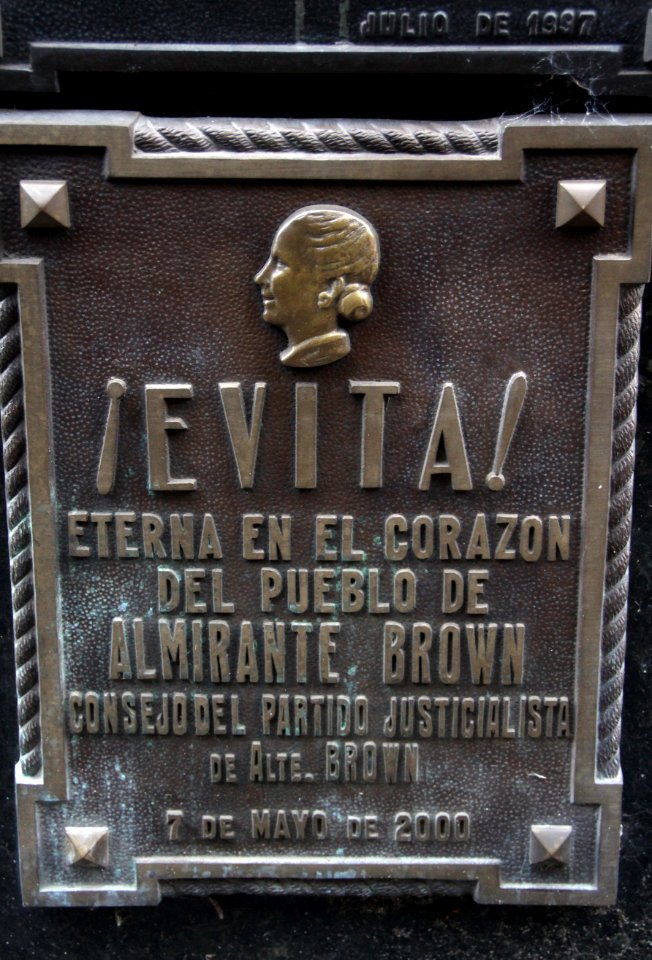 JULIO DE 1997
¡EVITA!
ETERNA EN EL CORAZON
DEL PUEBLO DE
ALMIRANTE BROWN
CONSEJO DEL PARTIDO JUSTICIALISTA
DE ALTE. BROWN
7 DE MAYO DE 2000